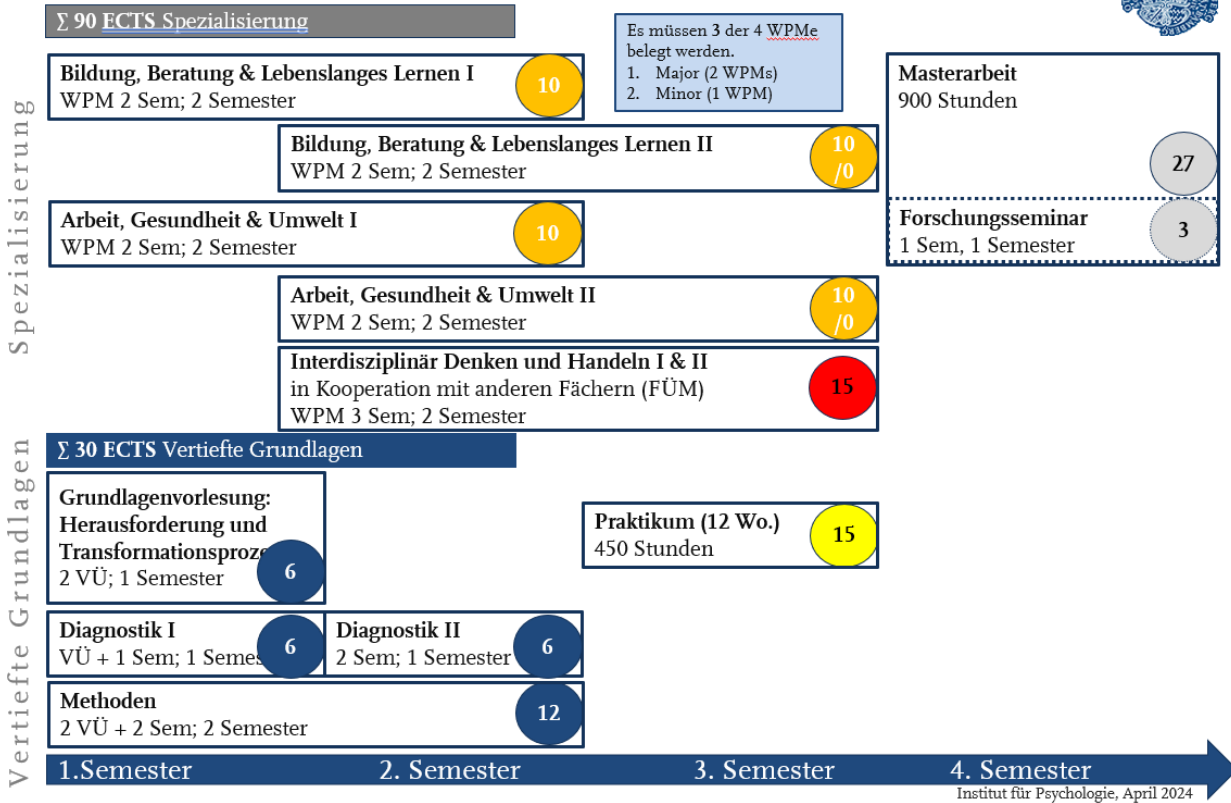 ∑ 90 ECTS Spezialisierung
Es müssen 3 der 4 WPMe
belegt werden.
1. Major (2 WPMs)
2. Minor (1 WPM)
Spezialisierung
Bildung, Beratung & Lebenslanges Lernen I
WPM 2 Sem; 2 Semester
10
Masterarbeit
900 Stunden
27
Bildung, Beratung & Lebenslanges Lernen II
WPM 2 Sem; 2 Semester
10
/0
Arbeit, Gesundheit & Umwelt I
WPM 2 Sem; 2 Semester
10
Forschungsseminar
1 Sem, 1 Semester
3
Arbeit, Gesundheit & Umwelt II
WPM 2 Sem; 2 Semester
10
/0
Interdisziplinär Denken und Handeln I & II
in Kooperation mit anderen Fächern (FÜM)
WPM 3 Sem; 2 Semester
15
Vertiefte Grundlagen
∑ 30 ECTS Vertiefte Grundlagen
Grundlagenvorlesung:
Herausforderung und
Transformationsproze
2 VÜ; 1 Semester
6
Praktikum (12 Wo.)
450 Stunden
15
Diagnostik I
VÜ + 1 Sem; 1 Semes
6
Diagnostik II
2 Sem; 1 Semester
6
Methoden
2 VÜ + 2 Sem; 2 Semester
12
1.Semester
2. Semester
3. Semester
4. Semester
Institut für Psychologie, April 2024